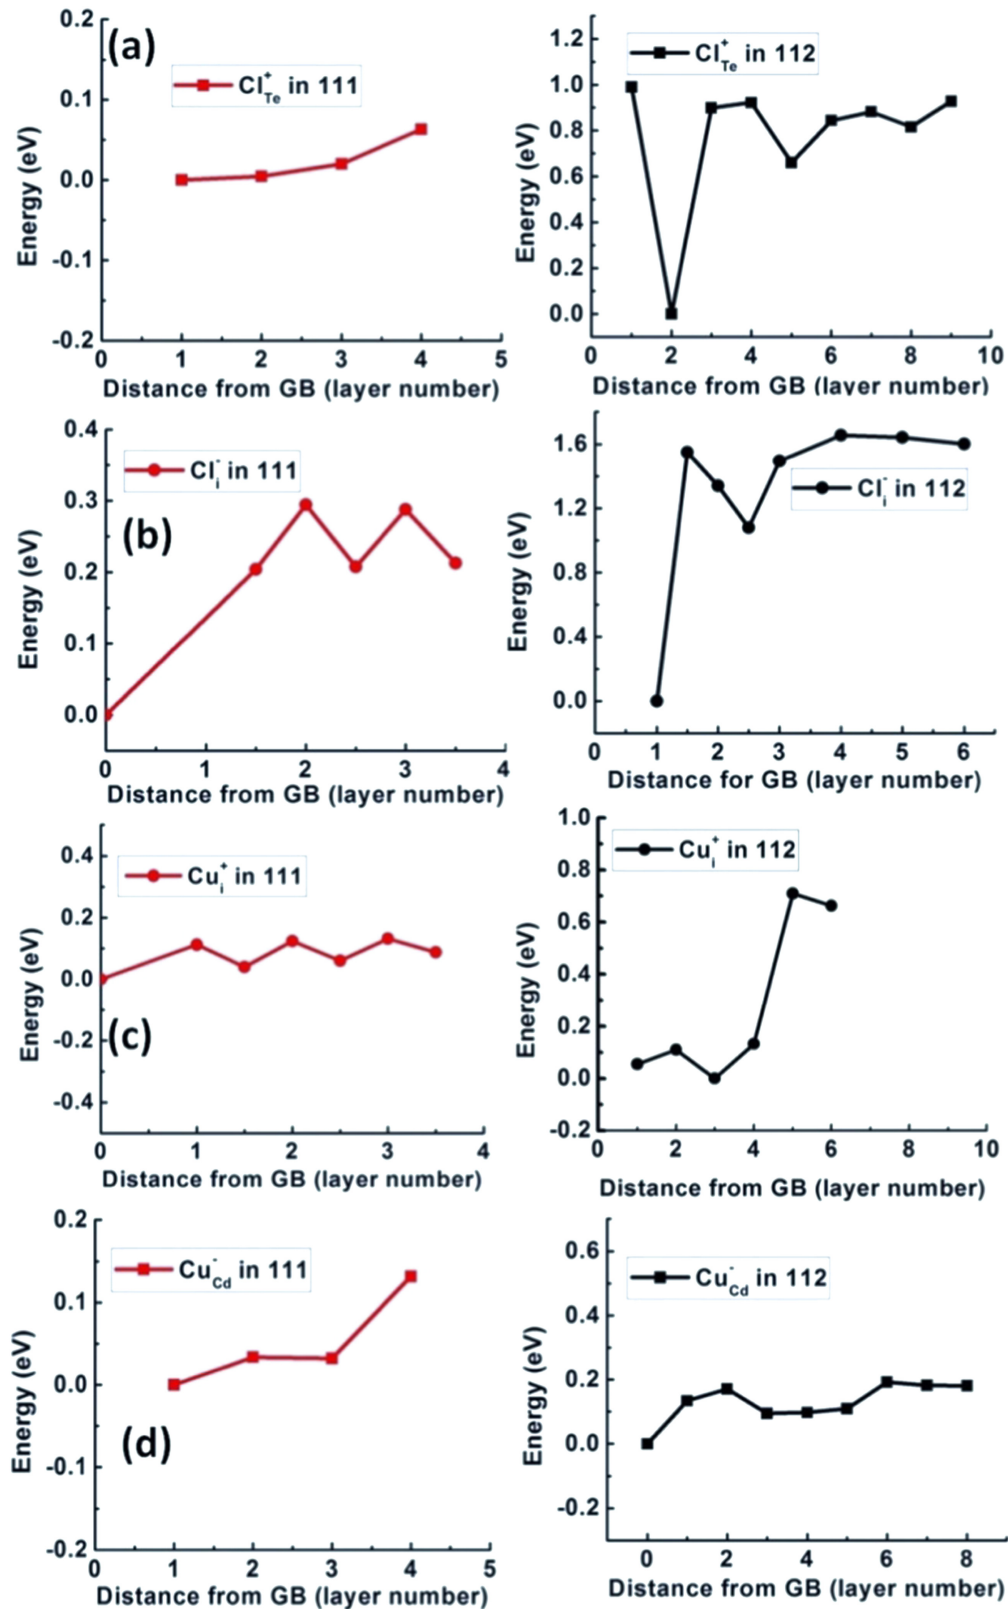 (a)
Cl⁺Te in 111
Energy (eV)
0.2
0.1
0.0
-0.1
-0.2
0 1 2 3 4 5
Distance from GB (layer number)
Cl⁺Te in 112
Energy (eV)
1.2
1.0
0.8
0.6
0.4
0.2
0.0
0 2 4 6 8 10
Distance from GB (layer number)
(b)
Cl⁻i in 111
Energy (eV)
0.4
0.3
0.2
0.1
0.0
0 1 2 3 4
Distance from GB (layer number)
Cl⁻i in 112
Energy (eV)
1.6
1.2
0.8
0.4
0.0
0 1 2 3 4 5 6
Distance for GB (layer number)
(c)
Cu⁺i in 111
Energy (eV)
0.4
0.2
0.0
-0.2
-0.4
0 1 2 3 4
Distance from GB (layer number)
Cu⁺i in 112
Energy (eV)
1.0
0.8
0.6
0.4
0.2
0.0
-0.2
0 2 4 6 8 10
Distance from GB (layer number)
(d)
Cu⁻Cd in 111
Energy (eV)
0.2
0.1
0.0
-0.1
-0.2
0 1 2 3 4 5
Distance from GB (layer number)
Cu⁻Cd in 112
Energy (eV)
0.6
0.4
0.2
0.0
-0.2
0 2 4 6 8
Distance from GB (layer number)